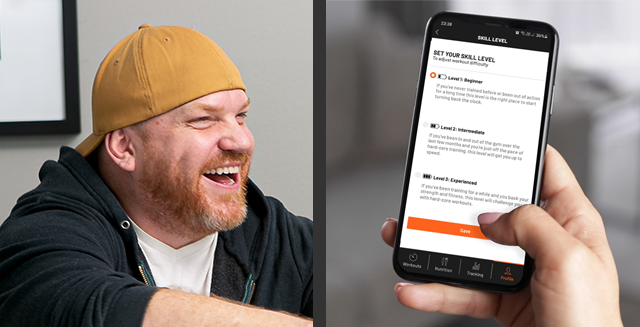 23:38
36%
SKILL LEVEL
SET YOUR SKILL LEVEL
To adjust workout difficulty
Level 1: Beginner
If you've never trained before or been out of action
for a long time this level is the right place to start
turning back the clock.
Level 2: Intermediate
If you've been in and out of the gym over the
last few months and you're just off the pace of
hard-core training, this level will get you up to
speed.
Level 3: Experienced
If you've been training for a while and you back your
strength and fitness, this level will challenge you
with hard-core workouts.
Save
Workouts
Nutrition
Tracking
Profile